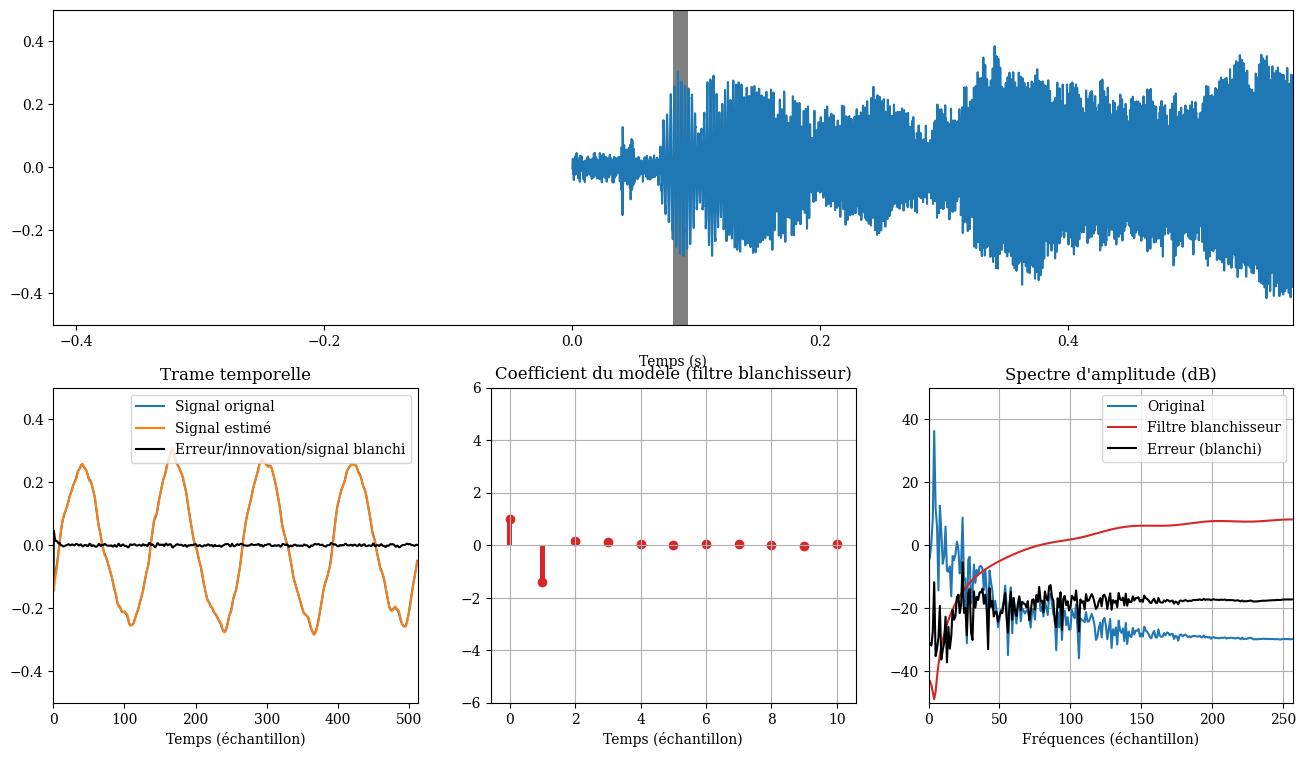 0.4
0.2
0.0
−0.2
−0.4
−0.4 −0.2 0.0 0.2 0.4
Temps (s)
Trame temporelle
Signal orignal
Signal estimé
Erreur/innovation/signal blanchi
0.4
0.2
0.0
−0.2
−0.4
0 100 200 300 400 500
Temps (échantillon)
Coefficient du modèle (filtre blanchisseur)
6
4
2
0
−2
−4
−6
0 2 4 6 8 10
Temps (échantillon)
Spectre d'amplitude (dB)
Original
Filtre blanchisseur
Erreur (blanchi)
40
20
0
−20
−40
0 50 100 150 200 250
Fréquences (échantillon)